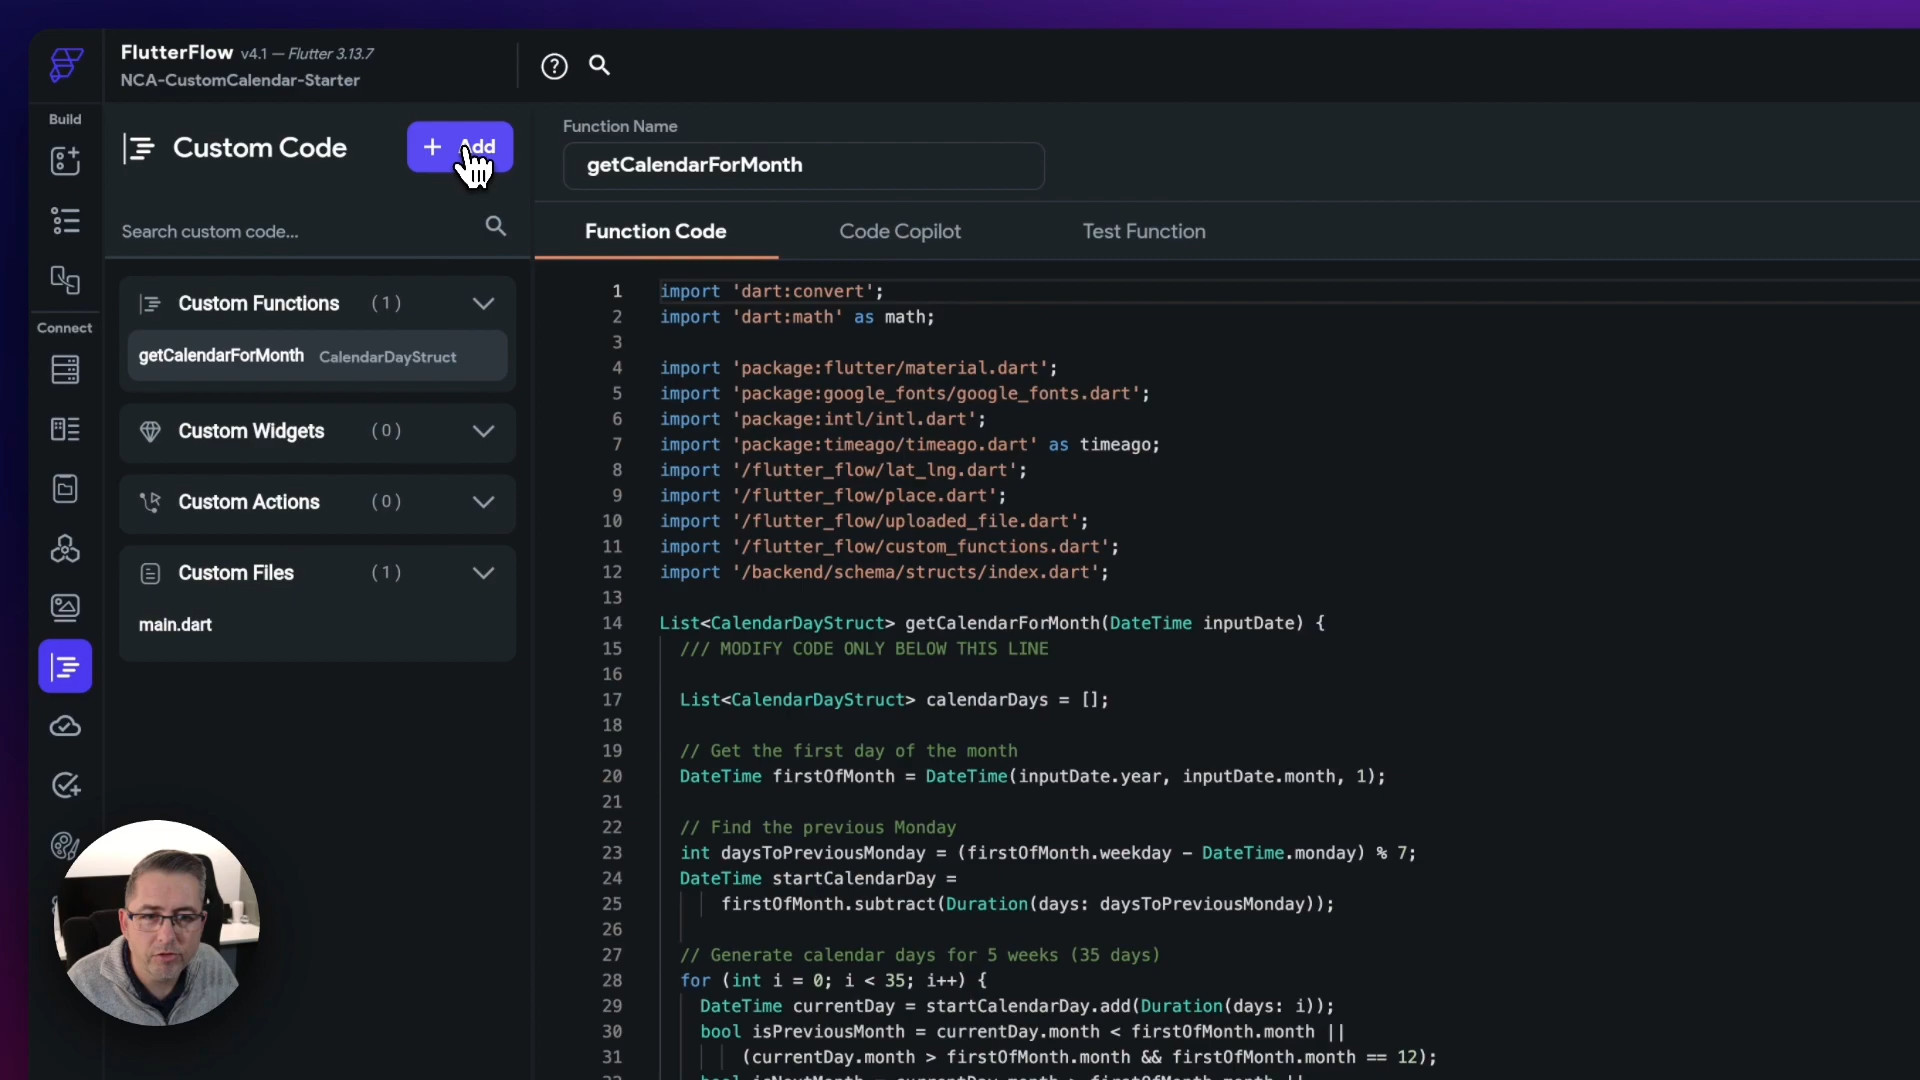 FlutterFlow v4.1 — Flutter 3.13.7
NCA-CustomCalendar-Starter
Build
Connect
Custom Code
+ Add
Search custom code...
Custom Functions (1)
getCalendarForMonth CalendarDayStruct
Custom Widgets (0)
Custom Actions (0)
Custom Files (1)
main.dart
Function Name
getCalendarForMonth
Function Code Code Copilot Test Function
1 import 'dart:convert';
2 import 'dart:math' as math;
3
4 import 'package:flutter/material.dart';
5 import 'package:google_fonts/google_fonts.dart';
6 import 'package:intl/intl.dart';
7 import 'package:timeago/timeago.dart' as timeago;
8 import '/flutter_flow/lat_lng.dart';
9 import '/flutter_flow/place.dart';
10 import '/flutter_flow/uploaded_file.dart';
11 import '/flutter_flow/custom_functions.dart';
12 import '/backend/schema/structs/index.dart';
13
14 List<CalendarDayStruct> getCalendarForMonth(DateTime inputDate) {
15 /// MODIFY CODE ONLY BELOW THIS LINE
16
17 List<CalendarDayStruct> calendarDays = [];
18
19 // Get the first day of the month
20 DateTime firstOfMonth = DateTime(inputDate.year, inputDate.month, 1);
21
22 // Find the previous Monday
23 int daysToPreviousMonday = (firstOfMonth.weekday - DateTime.monday) % 7;
24 DateTime startCalendarDay =
25 firstOfMonth.subtract(Duration(days: daysToPreviousMonday));
26
27 // Generate calendar days for 5 weeks (35 days)
28 for (int i = 0; i < 35; i++) {
29 DateTime currentDay = startCalendarDay.add(Duration(days: i));
30 bool isPreviousMonth = currentDay.month < firstOfMonth.month ||
31 (currentDay.month > firstOfMonth.month && firstOfMonth.month == 12);